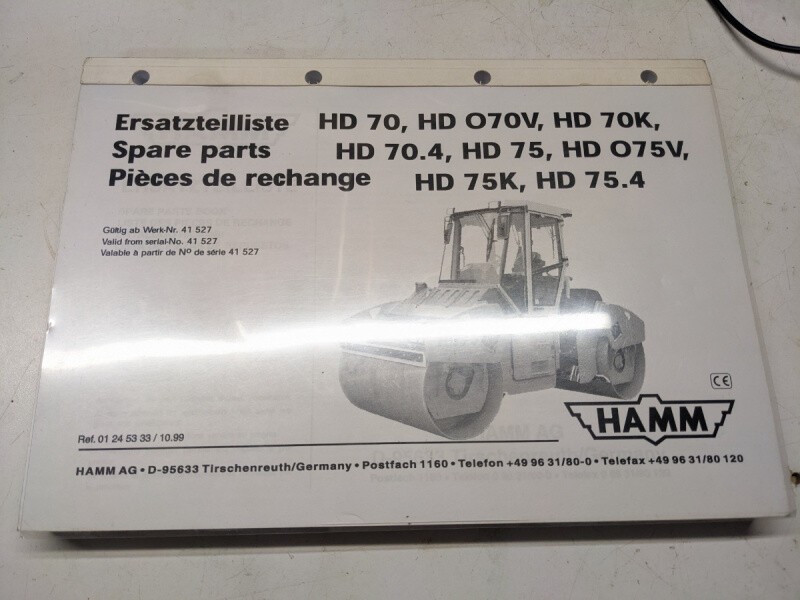 Ersatzteilliste HD 70, HD O70V, HD 70K,
Spare parts HD 70.4, HD 75, HD O75V,
Pièces de rechange HD 75K, HD 75.4
Gültig ab Werk-Nr. 41 527
Valid from serial-No. 41 527
Valable à partir de Nº de série 41 527
CE
HAMM
Ref. 01 24 53 33 / 10.99
HAMM AG • D-95633 Tirschenreuth/Germany • Postfach 1160 • Telefon +49 96 31/80-0 • Telefax +49 96 31/80 120